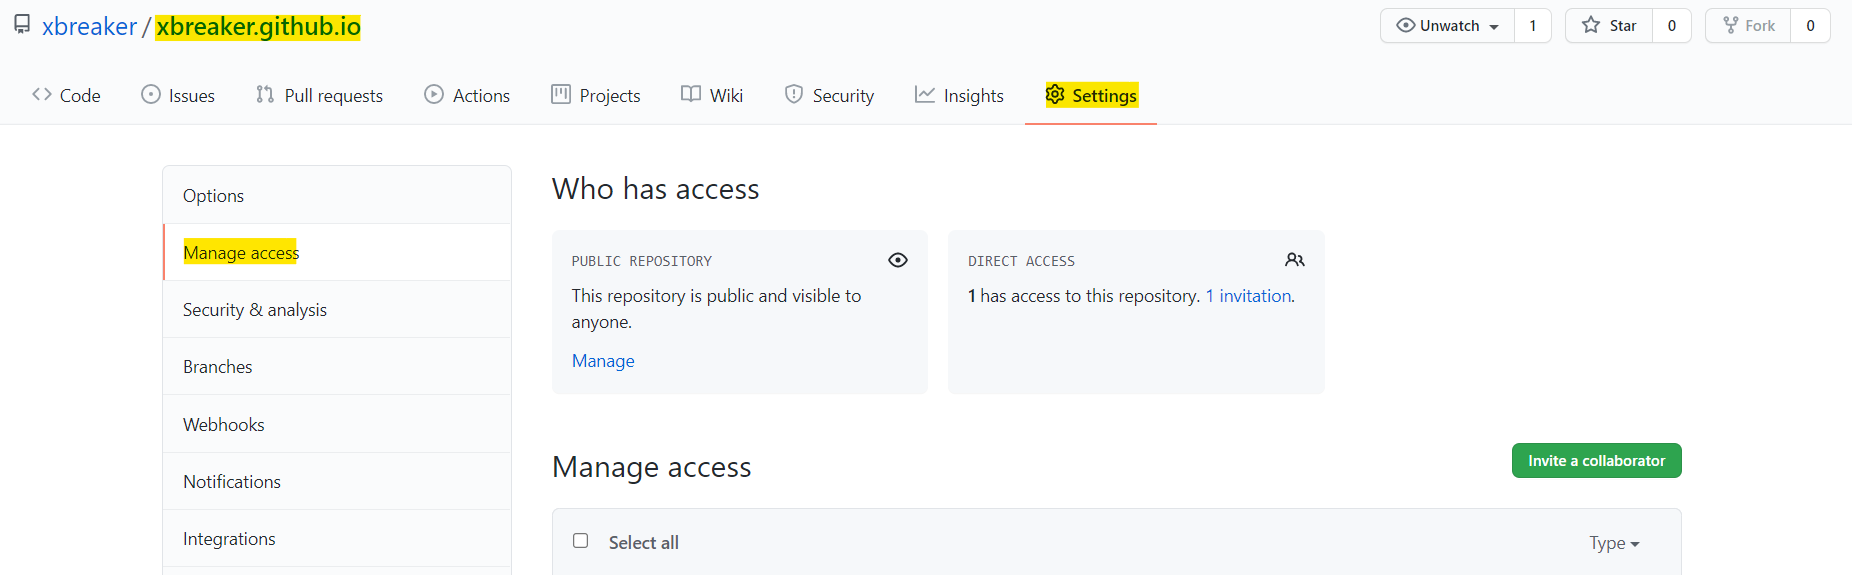 xbreaker / xbreaker.github.io
Unwatch 1 Star 0 Fork 0
Code Issues Pull requests Actions Projects Wiki Security Insights Settings
Options
Manage access
Security & analysis
Branches
Webhooks
Notifications
Integrations
Who has access
PUBLIC REPOSITORY
This repository is public and visible to
anyone.
Manage
DIRECT ACCESS
1 has access to this repository. 1 invitation.
Manage access
Invite a collaborator
Select all
Type